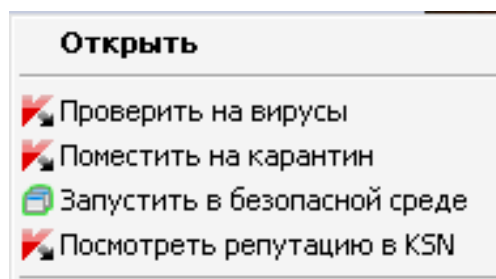 Открыть
Проверить на вирусы
Поместить на карантин
Запустить в безопасной среде
Посмотреть репутацию в KSN